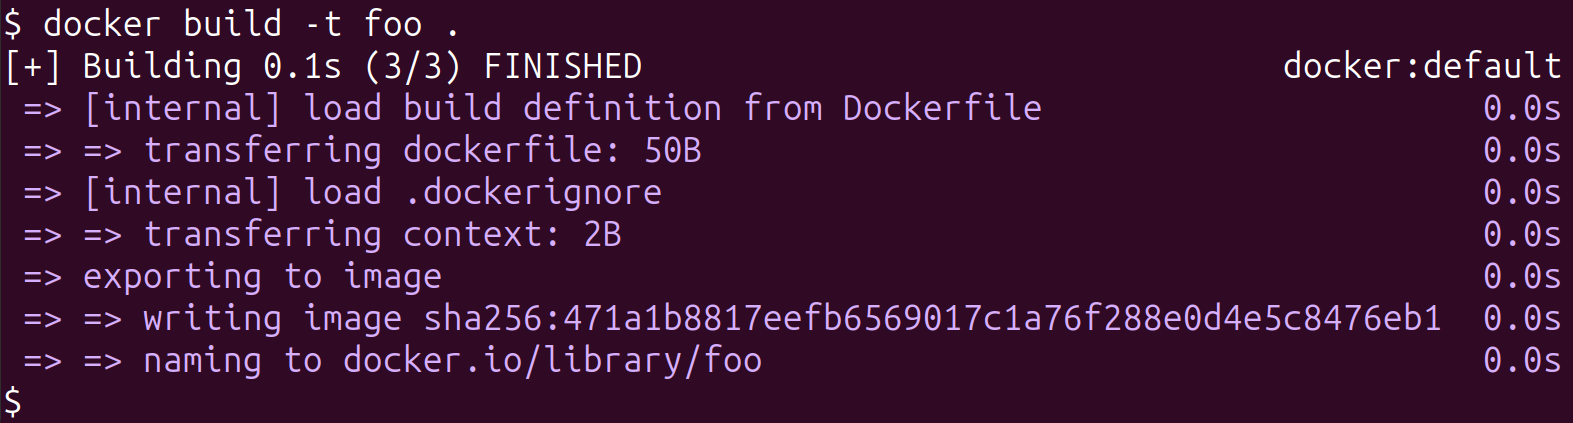 $ docker build -t foo .
[+] Building 0.1s (3/3) FINISHED docker:default
=> [internal] load build definition from Dockerfile 0.0s
=> => transferring dockerfile: 50B 0.0s
=> [internal] load .dockerignore 0.0s
=> => transferring context: 2B 0.0s
=> exporting to image 0.0s
=> => writing image sha256:471a1b8817eefb6569017c1a76f288e0d4e5c8476eb1 0.0s
=> => naming to docker.io/library/foo 0.0s
$